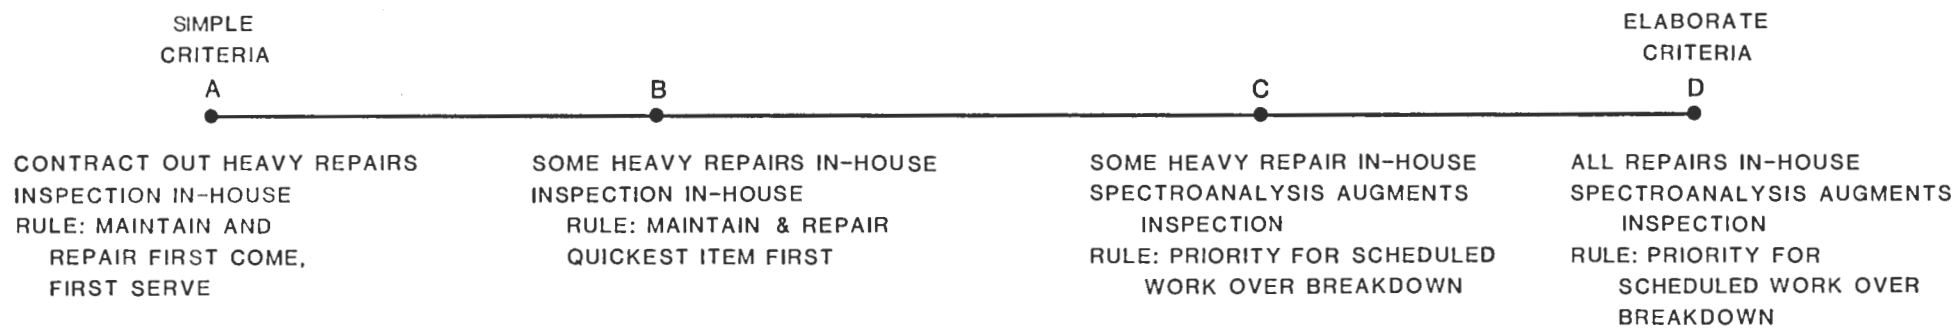 SIMPLE
CRITERIA
A
B
C
ELABORATE
CRITERIA
D
CONTRACT OUT HEAVY REPAIRS
INSPECTION IN-HOUSE
RULE: MAINTAIN AND
REPAIR FIRST COME,
FIRST SERVE
SOME HEAVY REPAIRS IN-HOUSE
INSPECTION IN-HOUSE
RULE: MAINTAIN & REPAIR
QUICKEST ITEM FIRST
SOME HEAVY REPAIR IN-HOUSE
SPECTROANALYSIS AUGMENTS
INSPECTION
RULE: PRIORITY FOR SCHEDULED
WORK OVER BREAKDOWN
ALL REPAIRS IN-HOUSE
SPECTROANALYSIS AUGMENTS
INSPECTION
RULE: PRIORITY FOR
SCHEDULED WORK OVER
BREAKDOWN